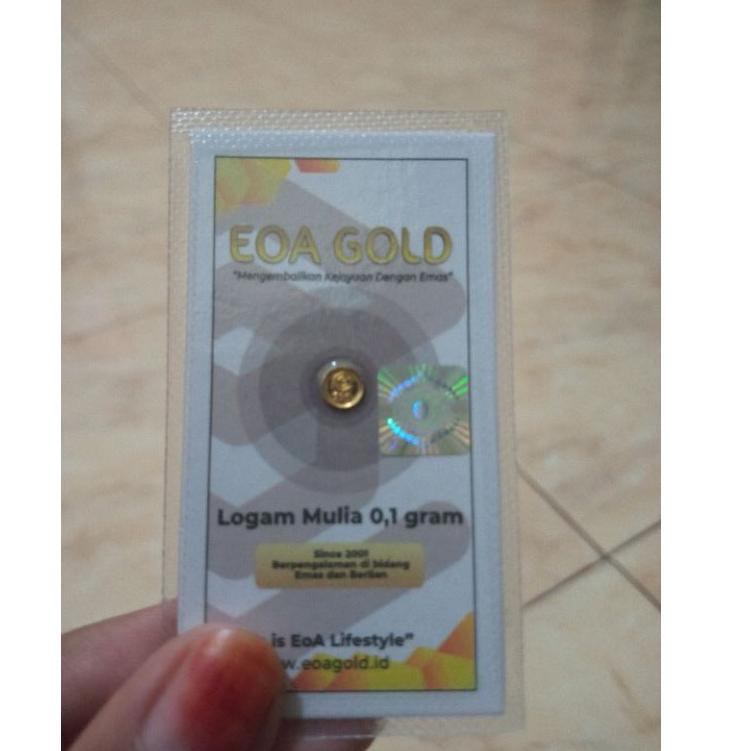 EOA GOLD
"Mengembalikan Kejayaan Dengan Emas"
Logam Mulia 0,1 gram
Since 2001
Berpengalaman di bidang
Emas dan Berlian
is EoA Lifestyle"
w.eoagold.id